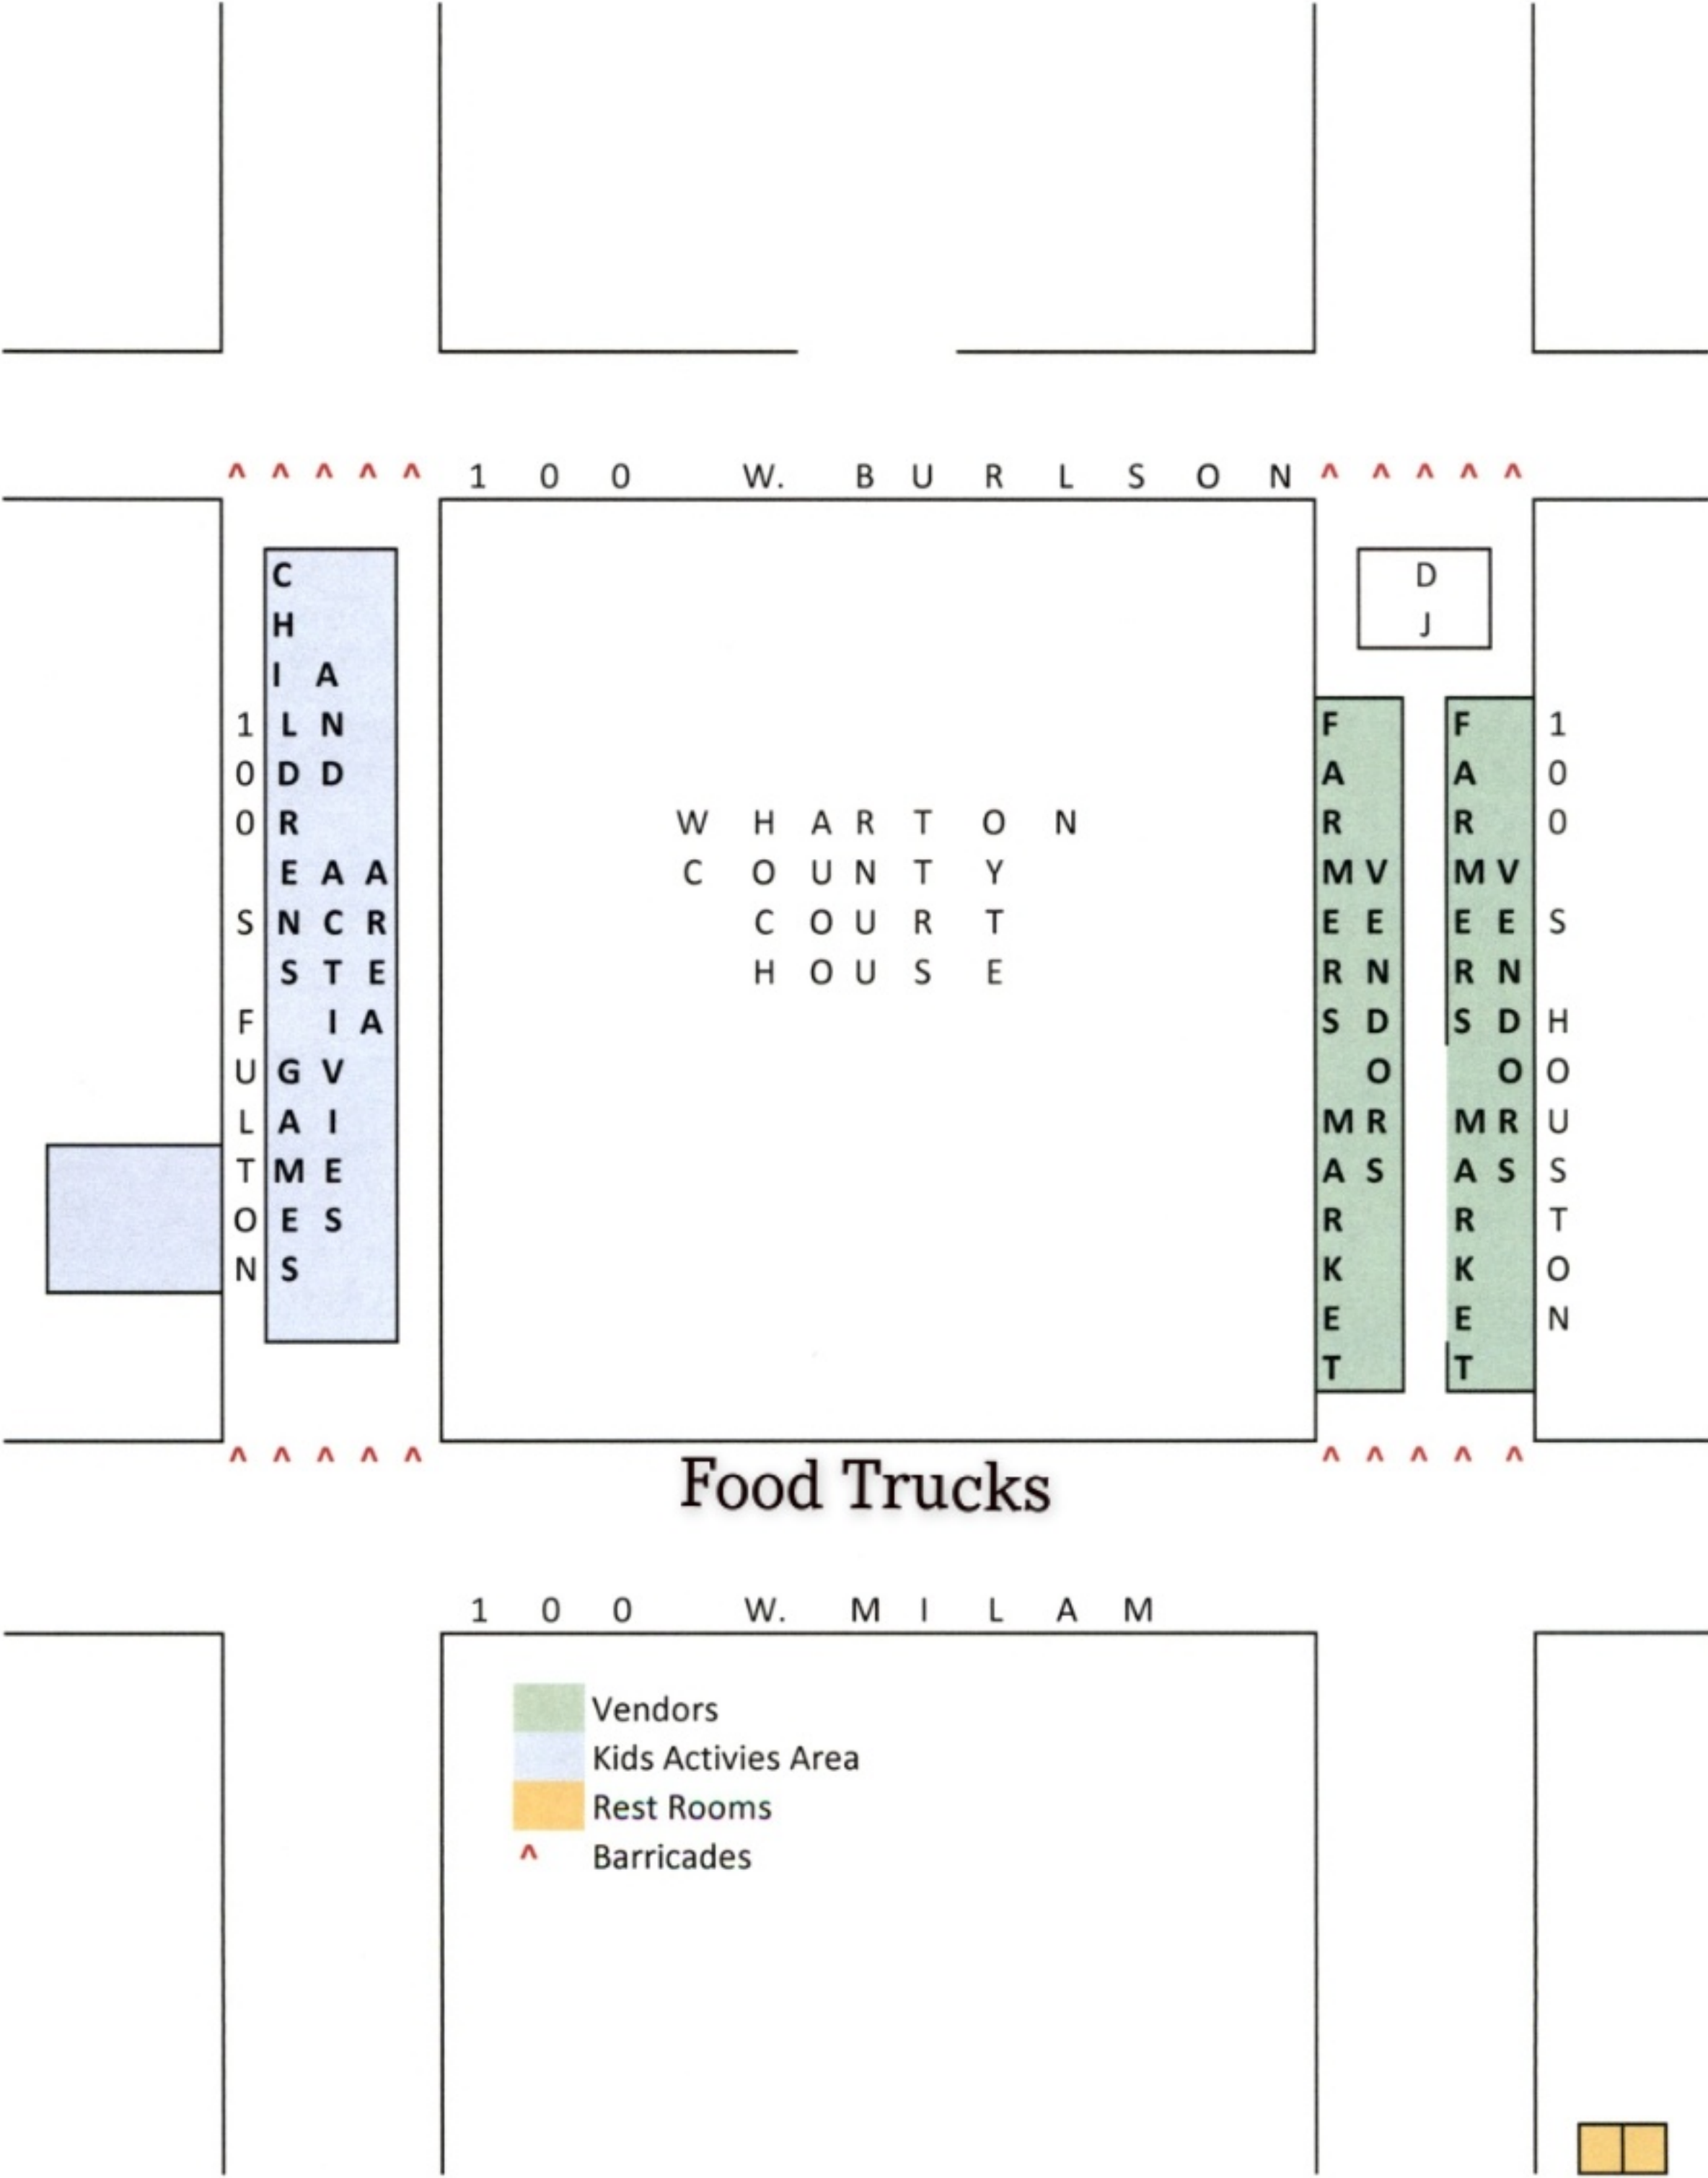 ^ ^ ^ ^ ^ 100 W. BURLSON ^ ^ ^ ^ ^
CHILDRENS GAMES
AND ACTIVIES
AREA
100 S FULTON
WHARTON
COUNTY
COURT
HOUSE
DJ
FARMERS MARKET
VENDORS
FARMERS MARKET
VENDORS
100 S HOUSTON
^ ^ ^ ^ ^ ^ ^ ^ ^ ^
Food Trucks
100 W. MILAM
Vendors
Kids Activies Area
Rest Rooms
^ Barricades